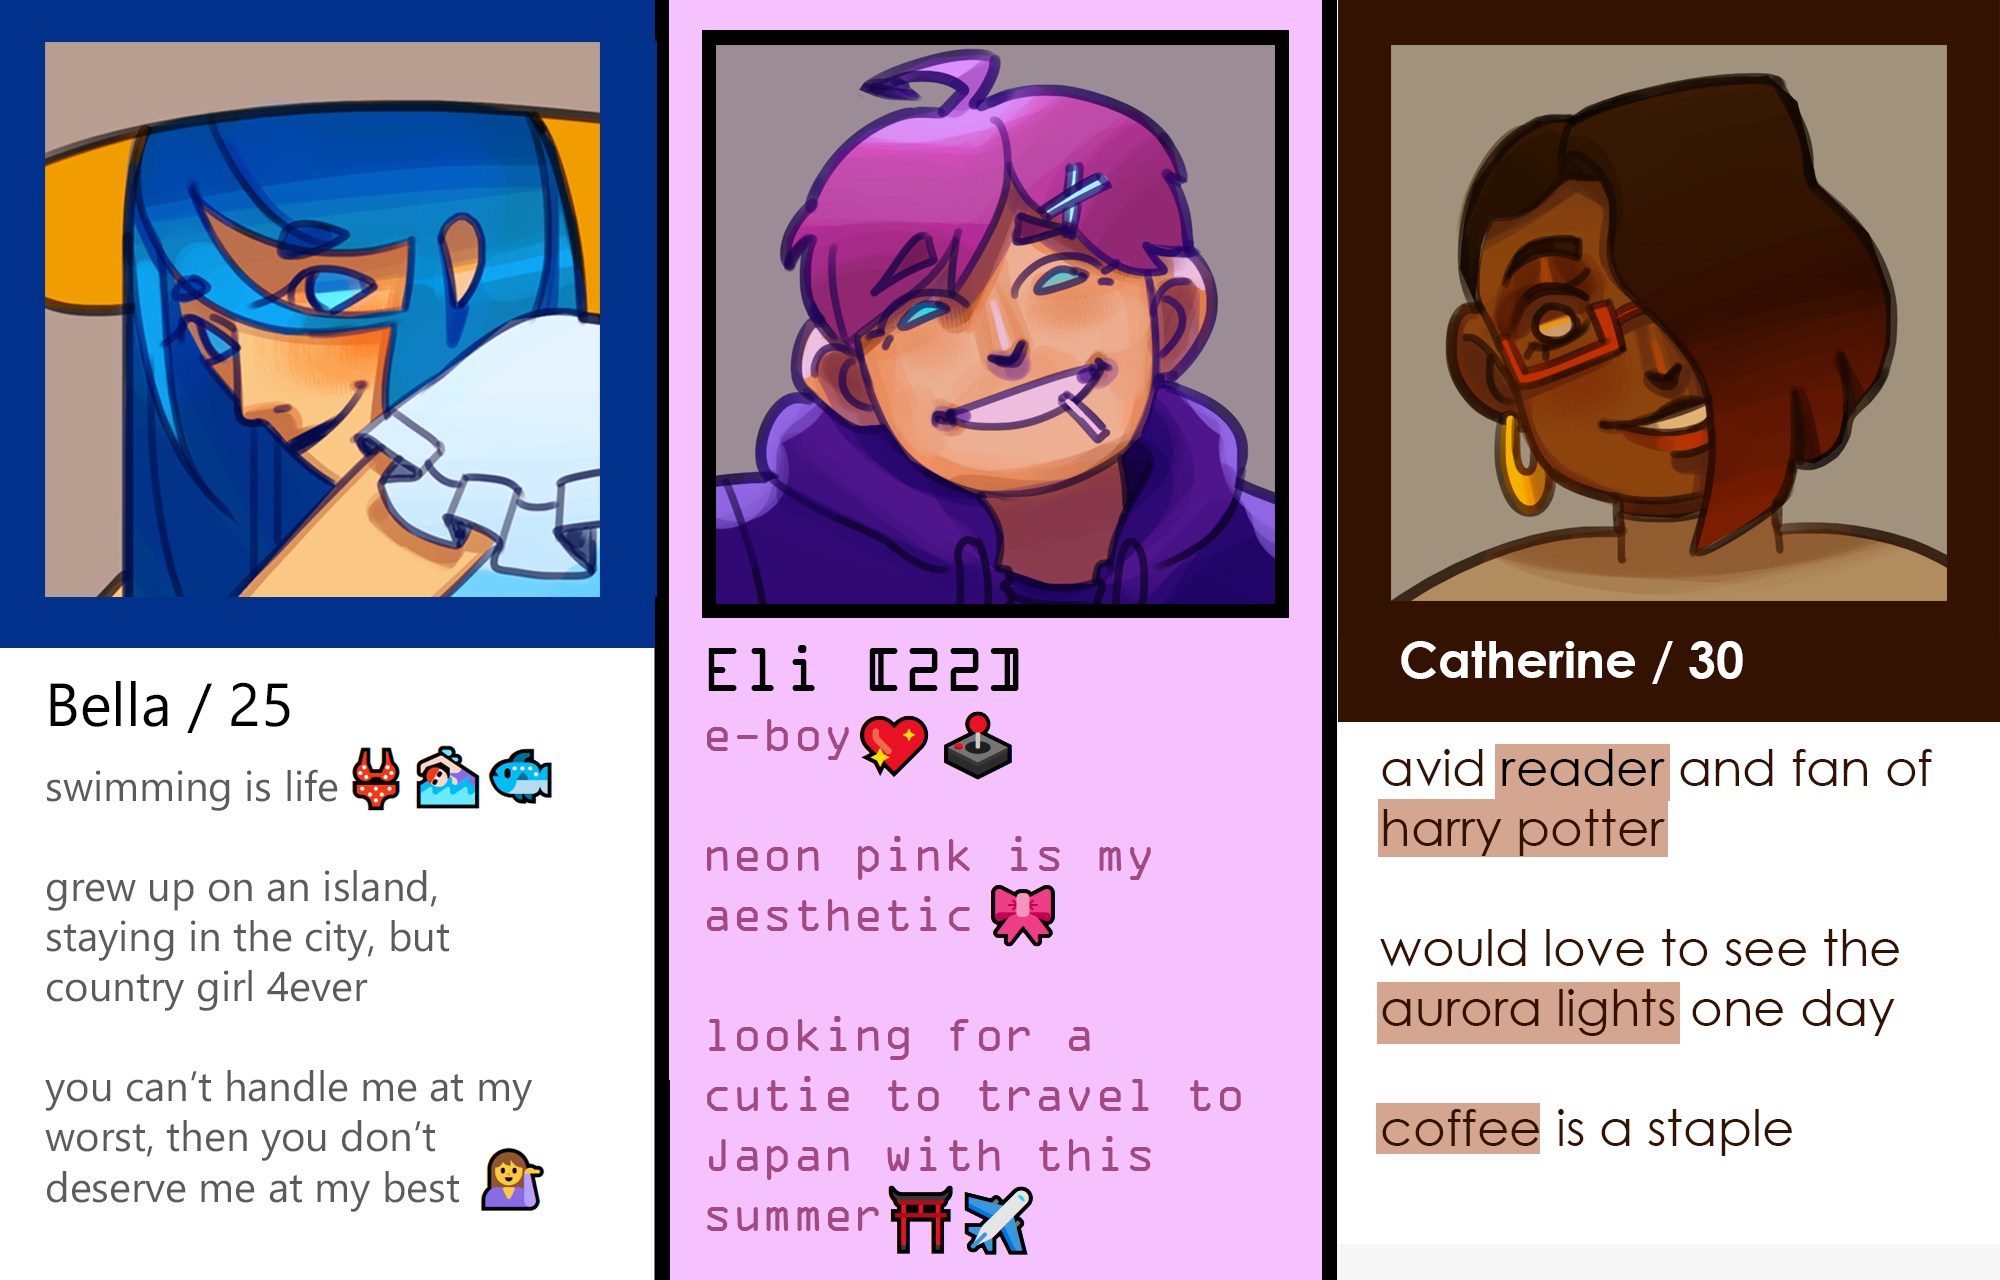 Bella / 25
swimming is life
grew up on an island,
staying in the city, but
country girl 4ever
you can’t handle me at my
worst, then you don’t
deserve me at my best
Eli [22]
e-boy
neon pink is my
aesthetic
looking for a
cutie to travel to
Japan with this
summer
Catherine / 30
avid reader and fan of
harry potter
would love to see the
aurora lights one day
coffee is a staple